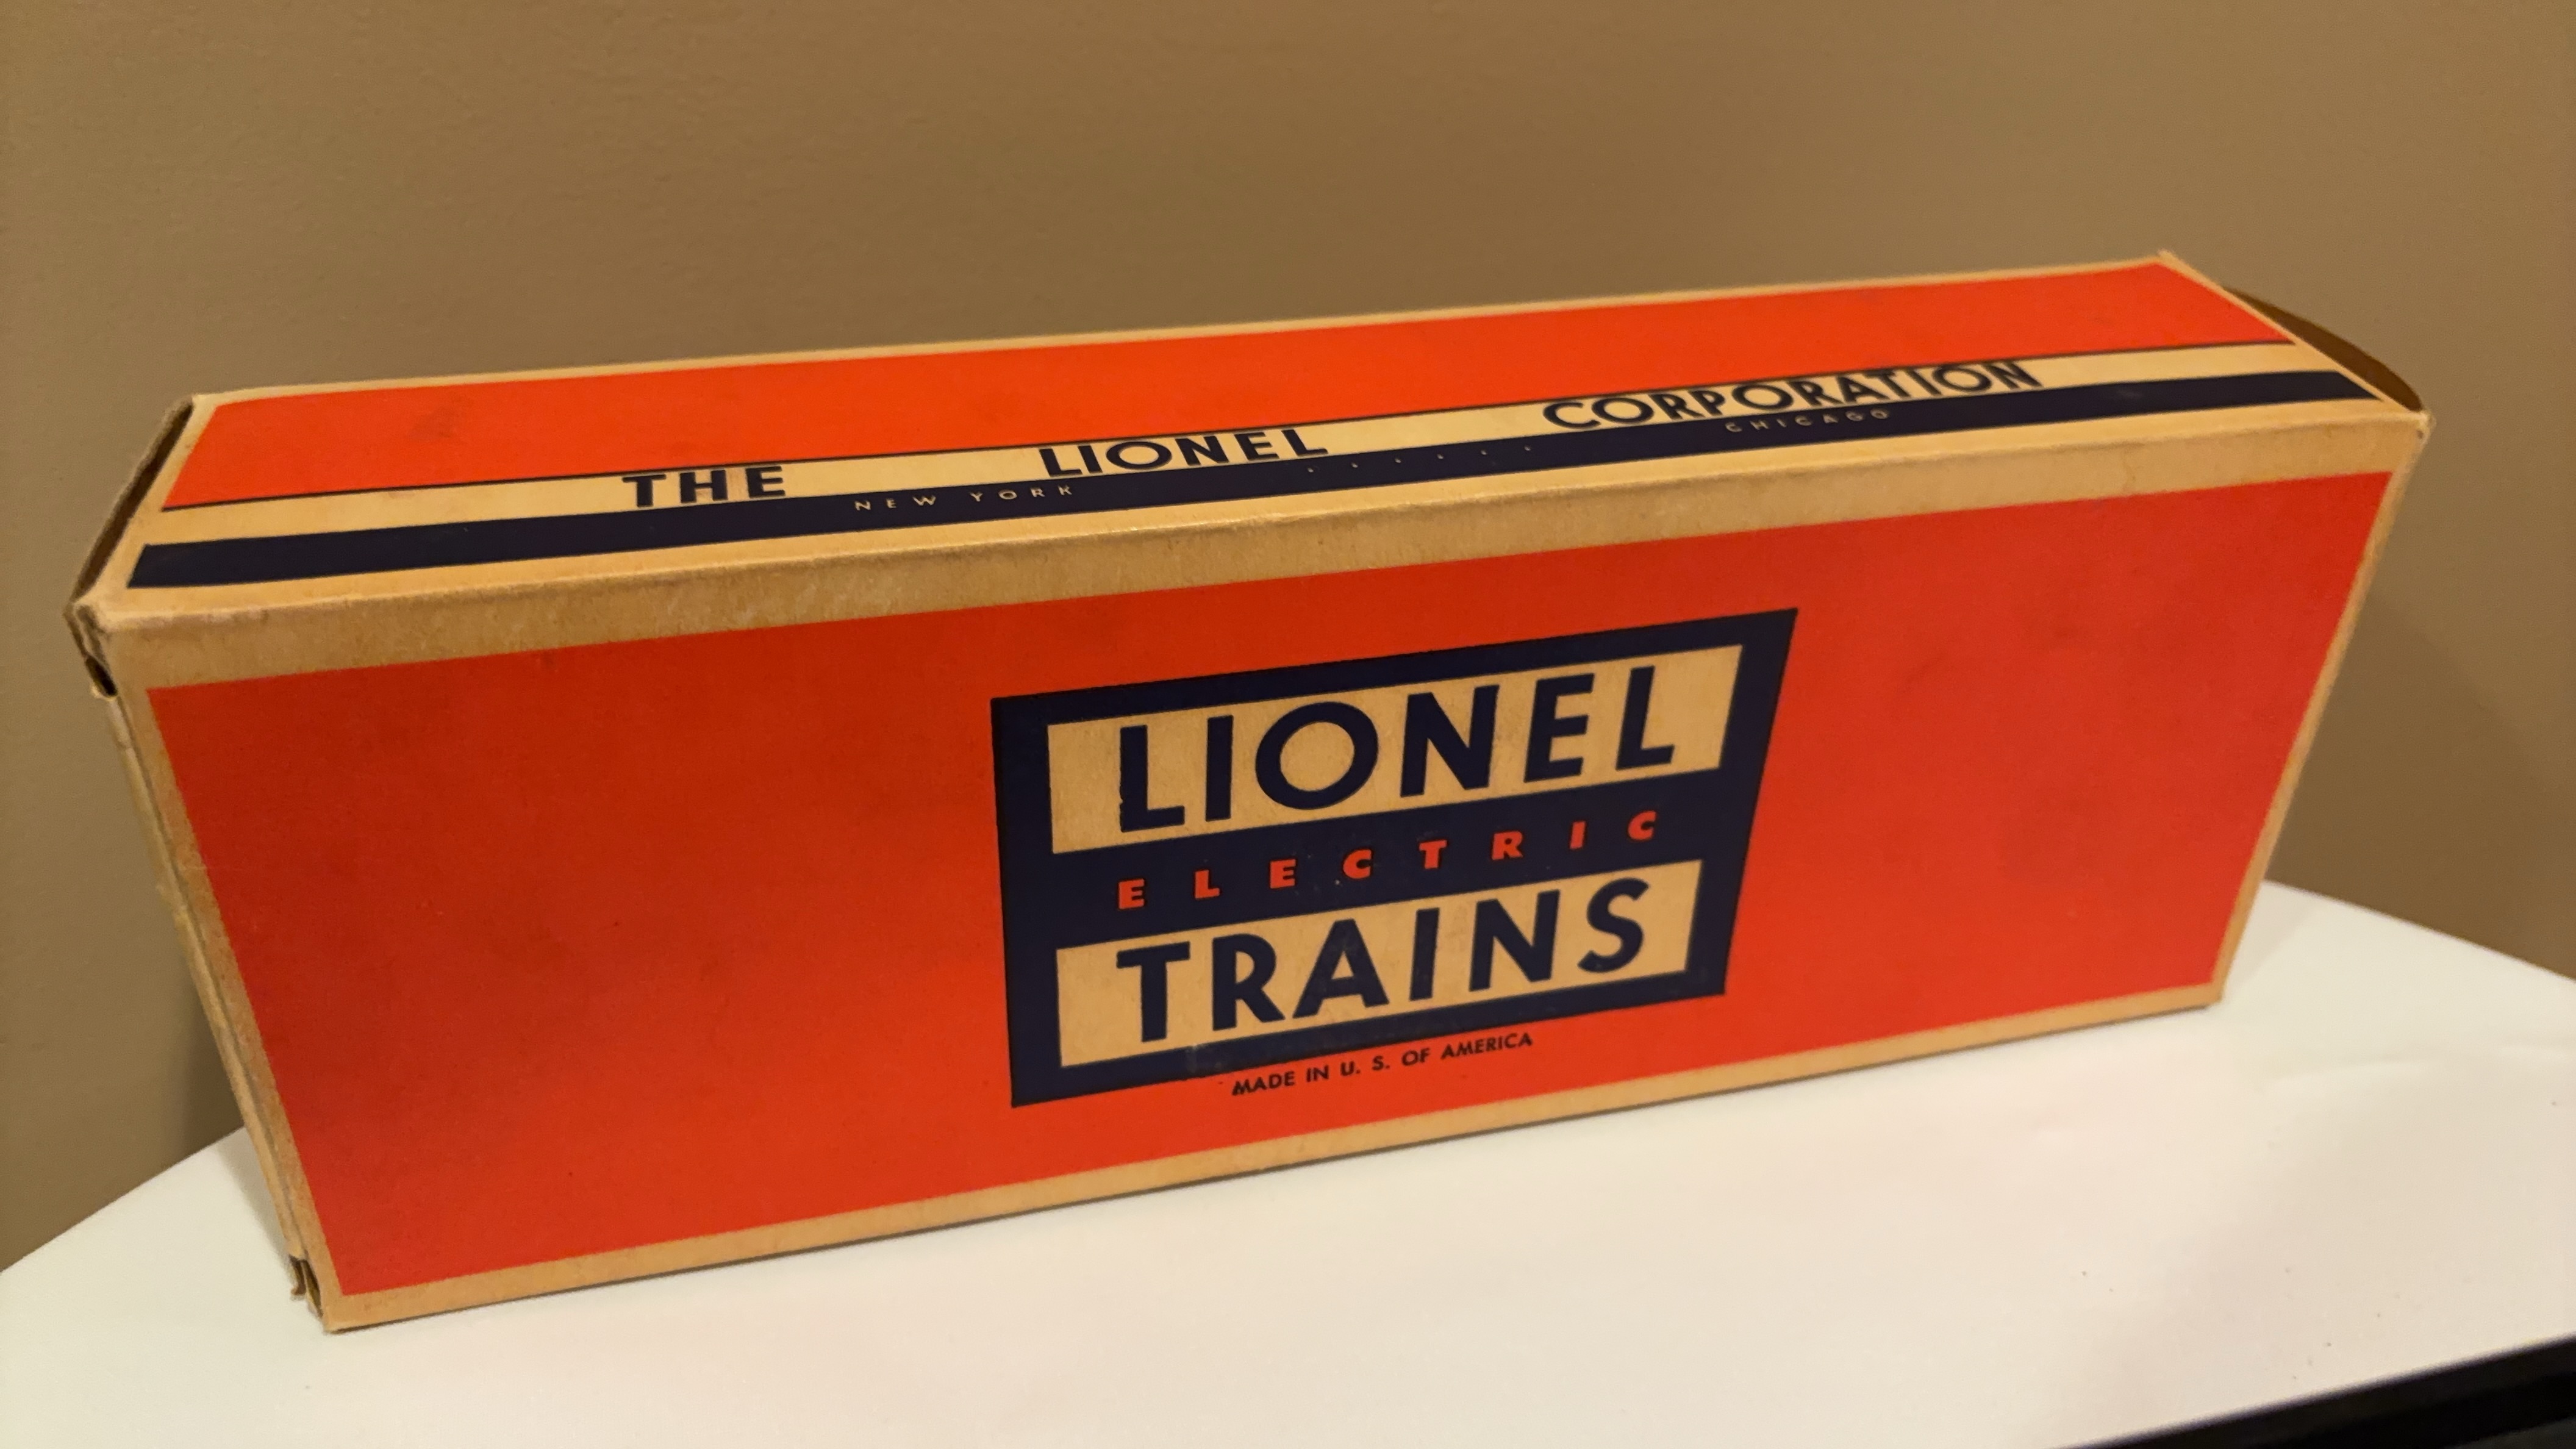 THE LIONEL CORPORATION
NEW YORK ...... CHICAGO
LIONEL
ELECTRIC
TRAINS
MADE IN U. S. OF AMERICA